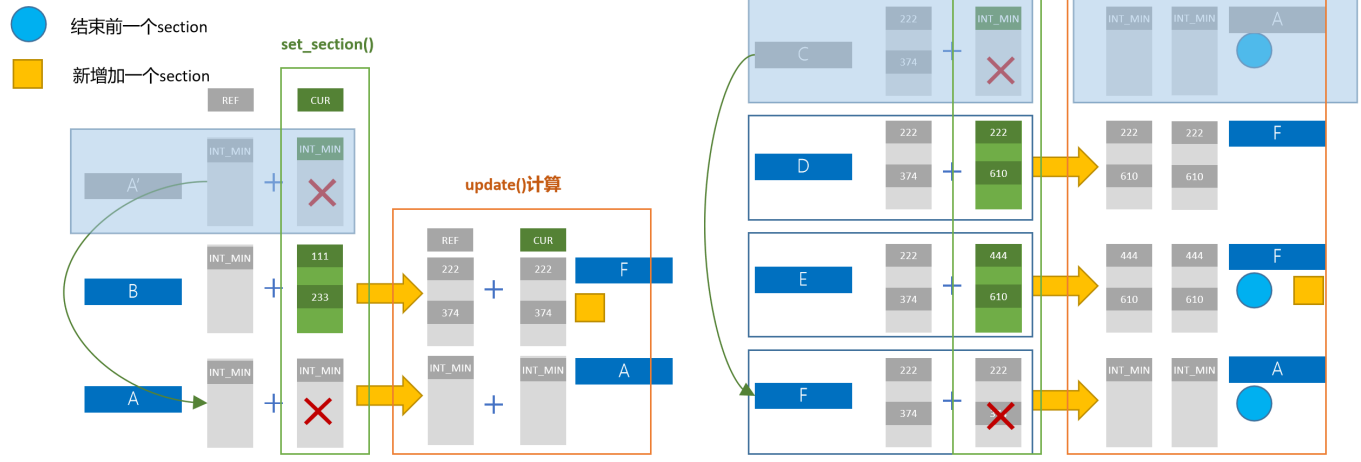 结束前一个section
新增加一个section
set_section()
REF
CUR
INT_MIN
INT_MIN
A'
+
update()计算
REF
CUR
INT_MIN
111
233
B
+
222
374
+
222
374
F
INT_MIN
INT_MIN
A
+
INT_MIN
+
INT_MIN
A
C
222
374
+
INT_MIN
INT_MIN
INT_MIN
A
D
222
374
+
222
610
222
610
222
610
F
E
222
374
+
444
610
444
610
444
610
F
F
222
374
+
222
INT_MIN
INT_MIN
A